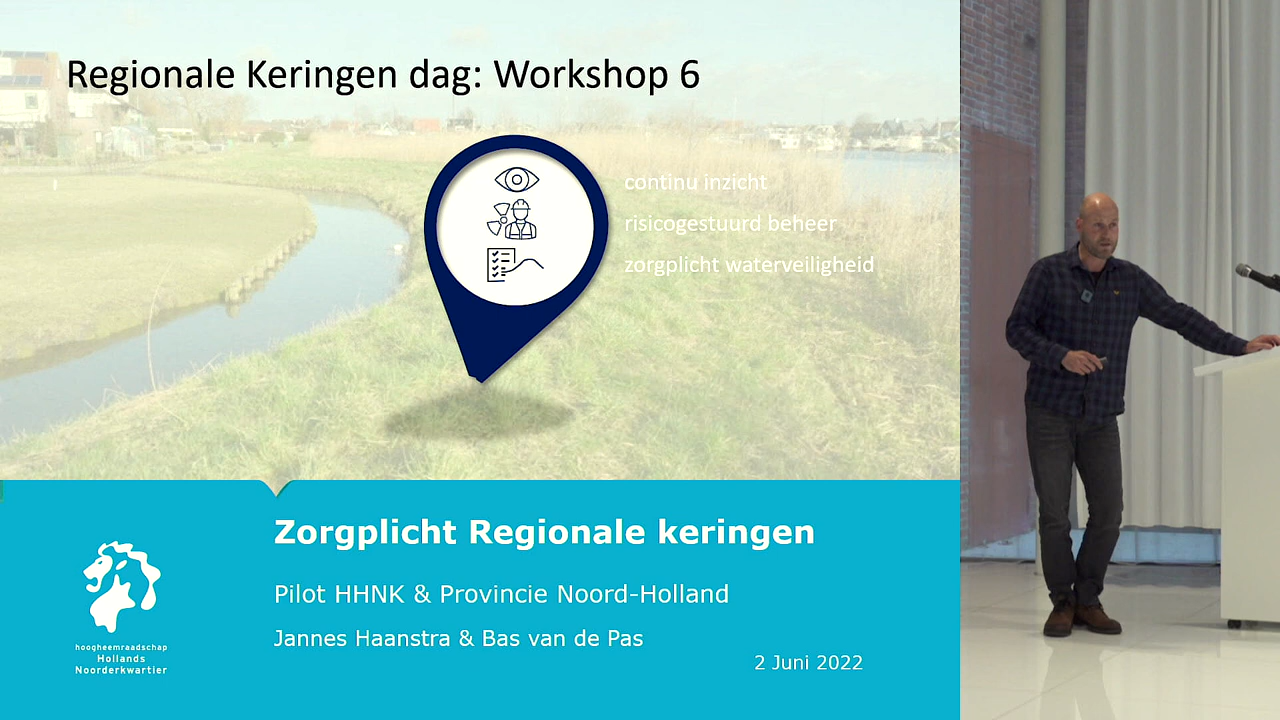 Regionale Keringen dag: Workshop 6
continu inzicht
risicogestuurd beheer
zorgplicht waterveiligheid
Zorgplicht Regionale keringen
Pilot HHNK & Provincie Noord-Holland
Jannes Haanstra & Bas van de Pas
2 Juni 2022
hoogheemraadschap
Hollands
Noorderkwartier